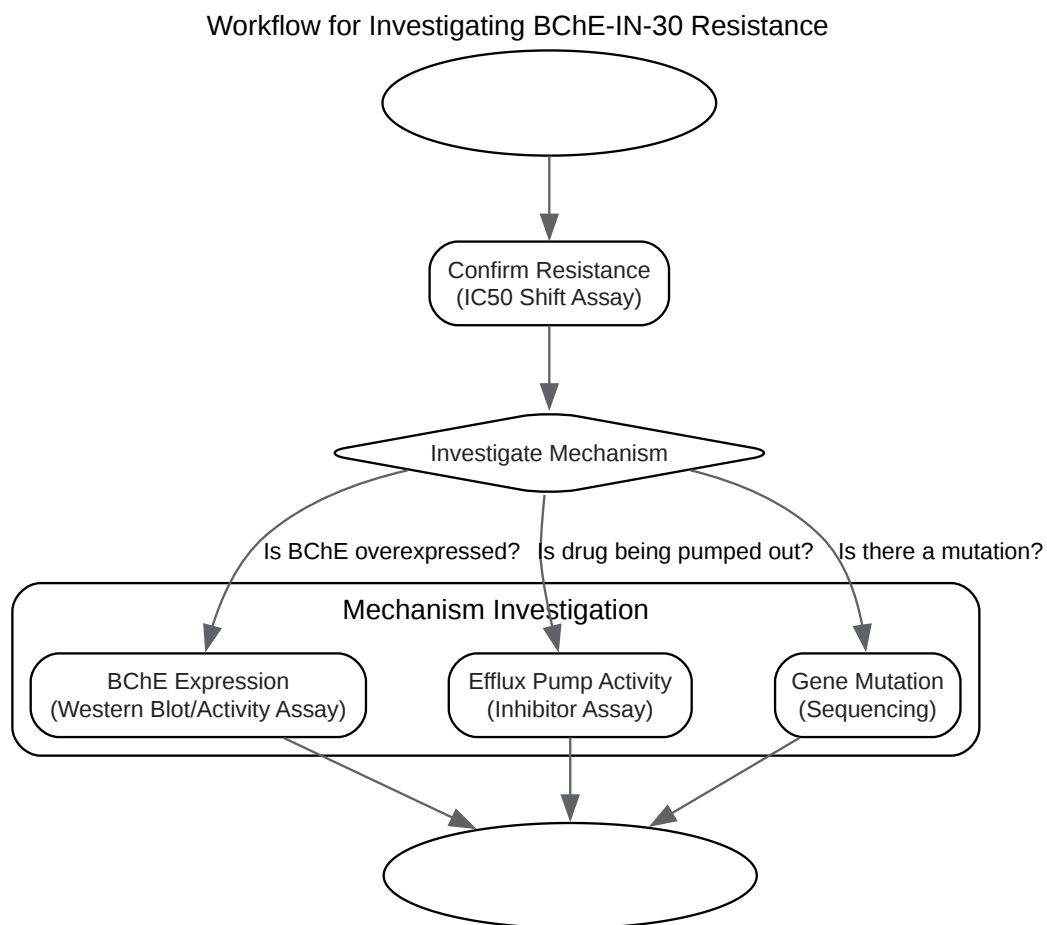 Workflow for Investigating BChE-IN-30 Resistance
Confirm Resistance
(IC50 Shift Assay)
Investigate Mechanism
Is BChE overexpressed?
Is drug being pumped out?
Is there a mutation?
Mechanism Investigation
BChE Expression
(Western Blot/Activity Assay)
Efflux Pump Activity
(Inhibitor Assay)
Gene Mutation
(Sequencing)